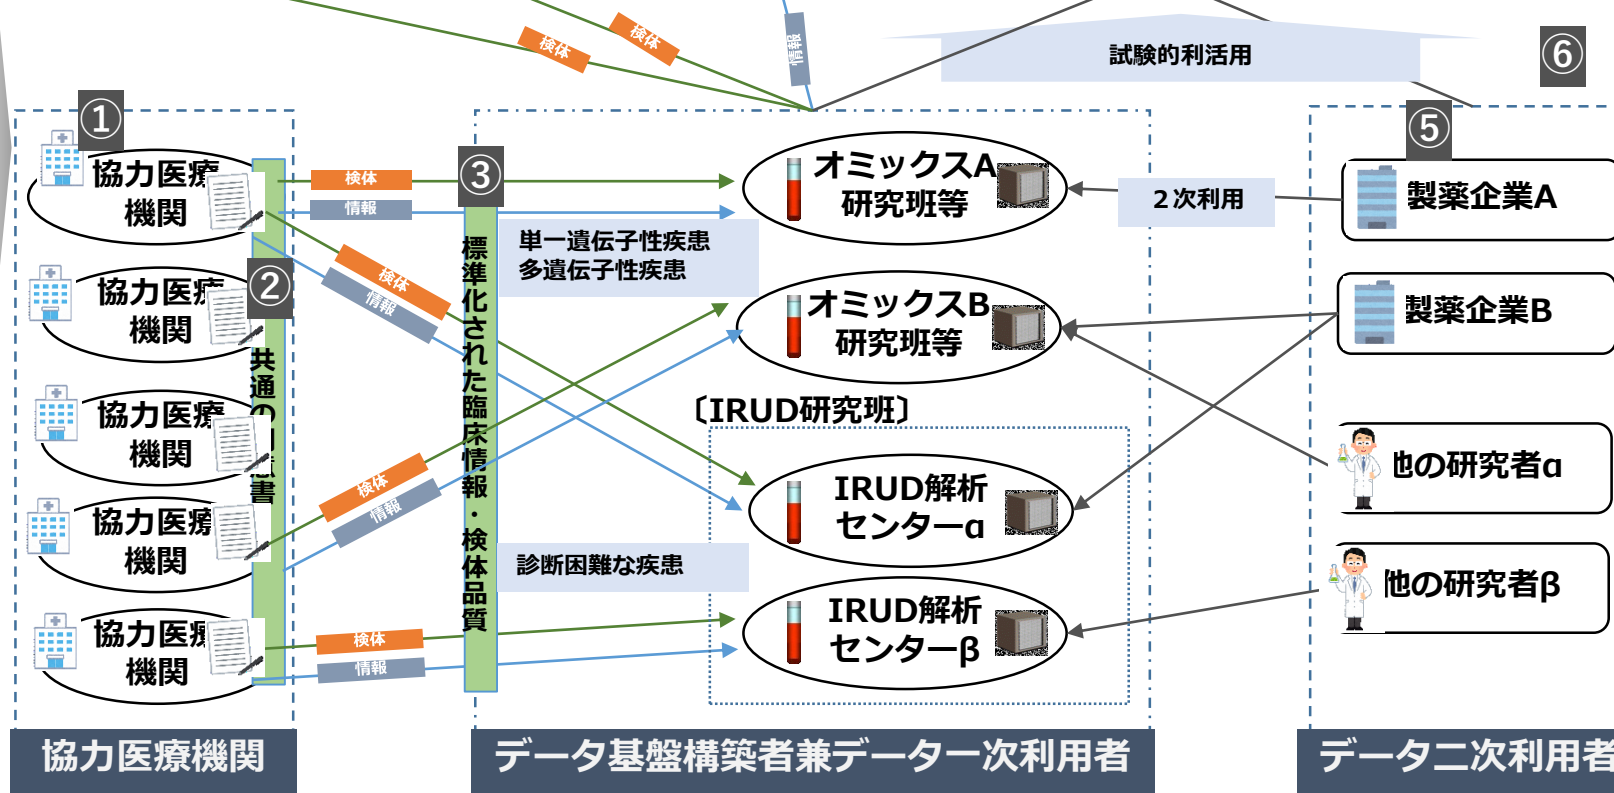 検体
検体
情報
試験的利活用
⑥
①
協力医療
機関
協力医療
機関
協力医療
機関
協力医療
機関
協力医療
機関
②
共通の
意書
検体
情報
検体
情報
検体
情報
検体
情報
③
標準化された臨床情報・検体品質
単一遺伝子性疾患
多遺伝子性疾患
診断困難な疾患
オミックスA
研究班等
オミックスB
研究班等
〔IRUD研究班〕
IRUD解析
センターα
IRUD解析
センターβ
2次利用
⑤
製薬企業A
製薬企業B
他の研究者α
他の研究者β
協力医療機関
データ基盤構築者兼データ一次利用者
データ二次利用者